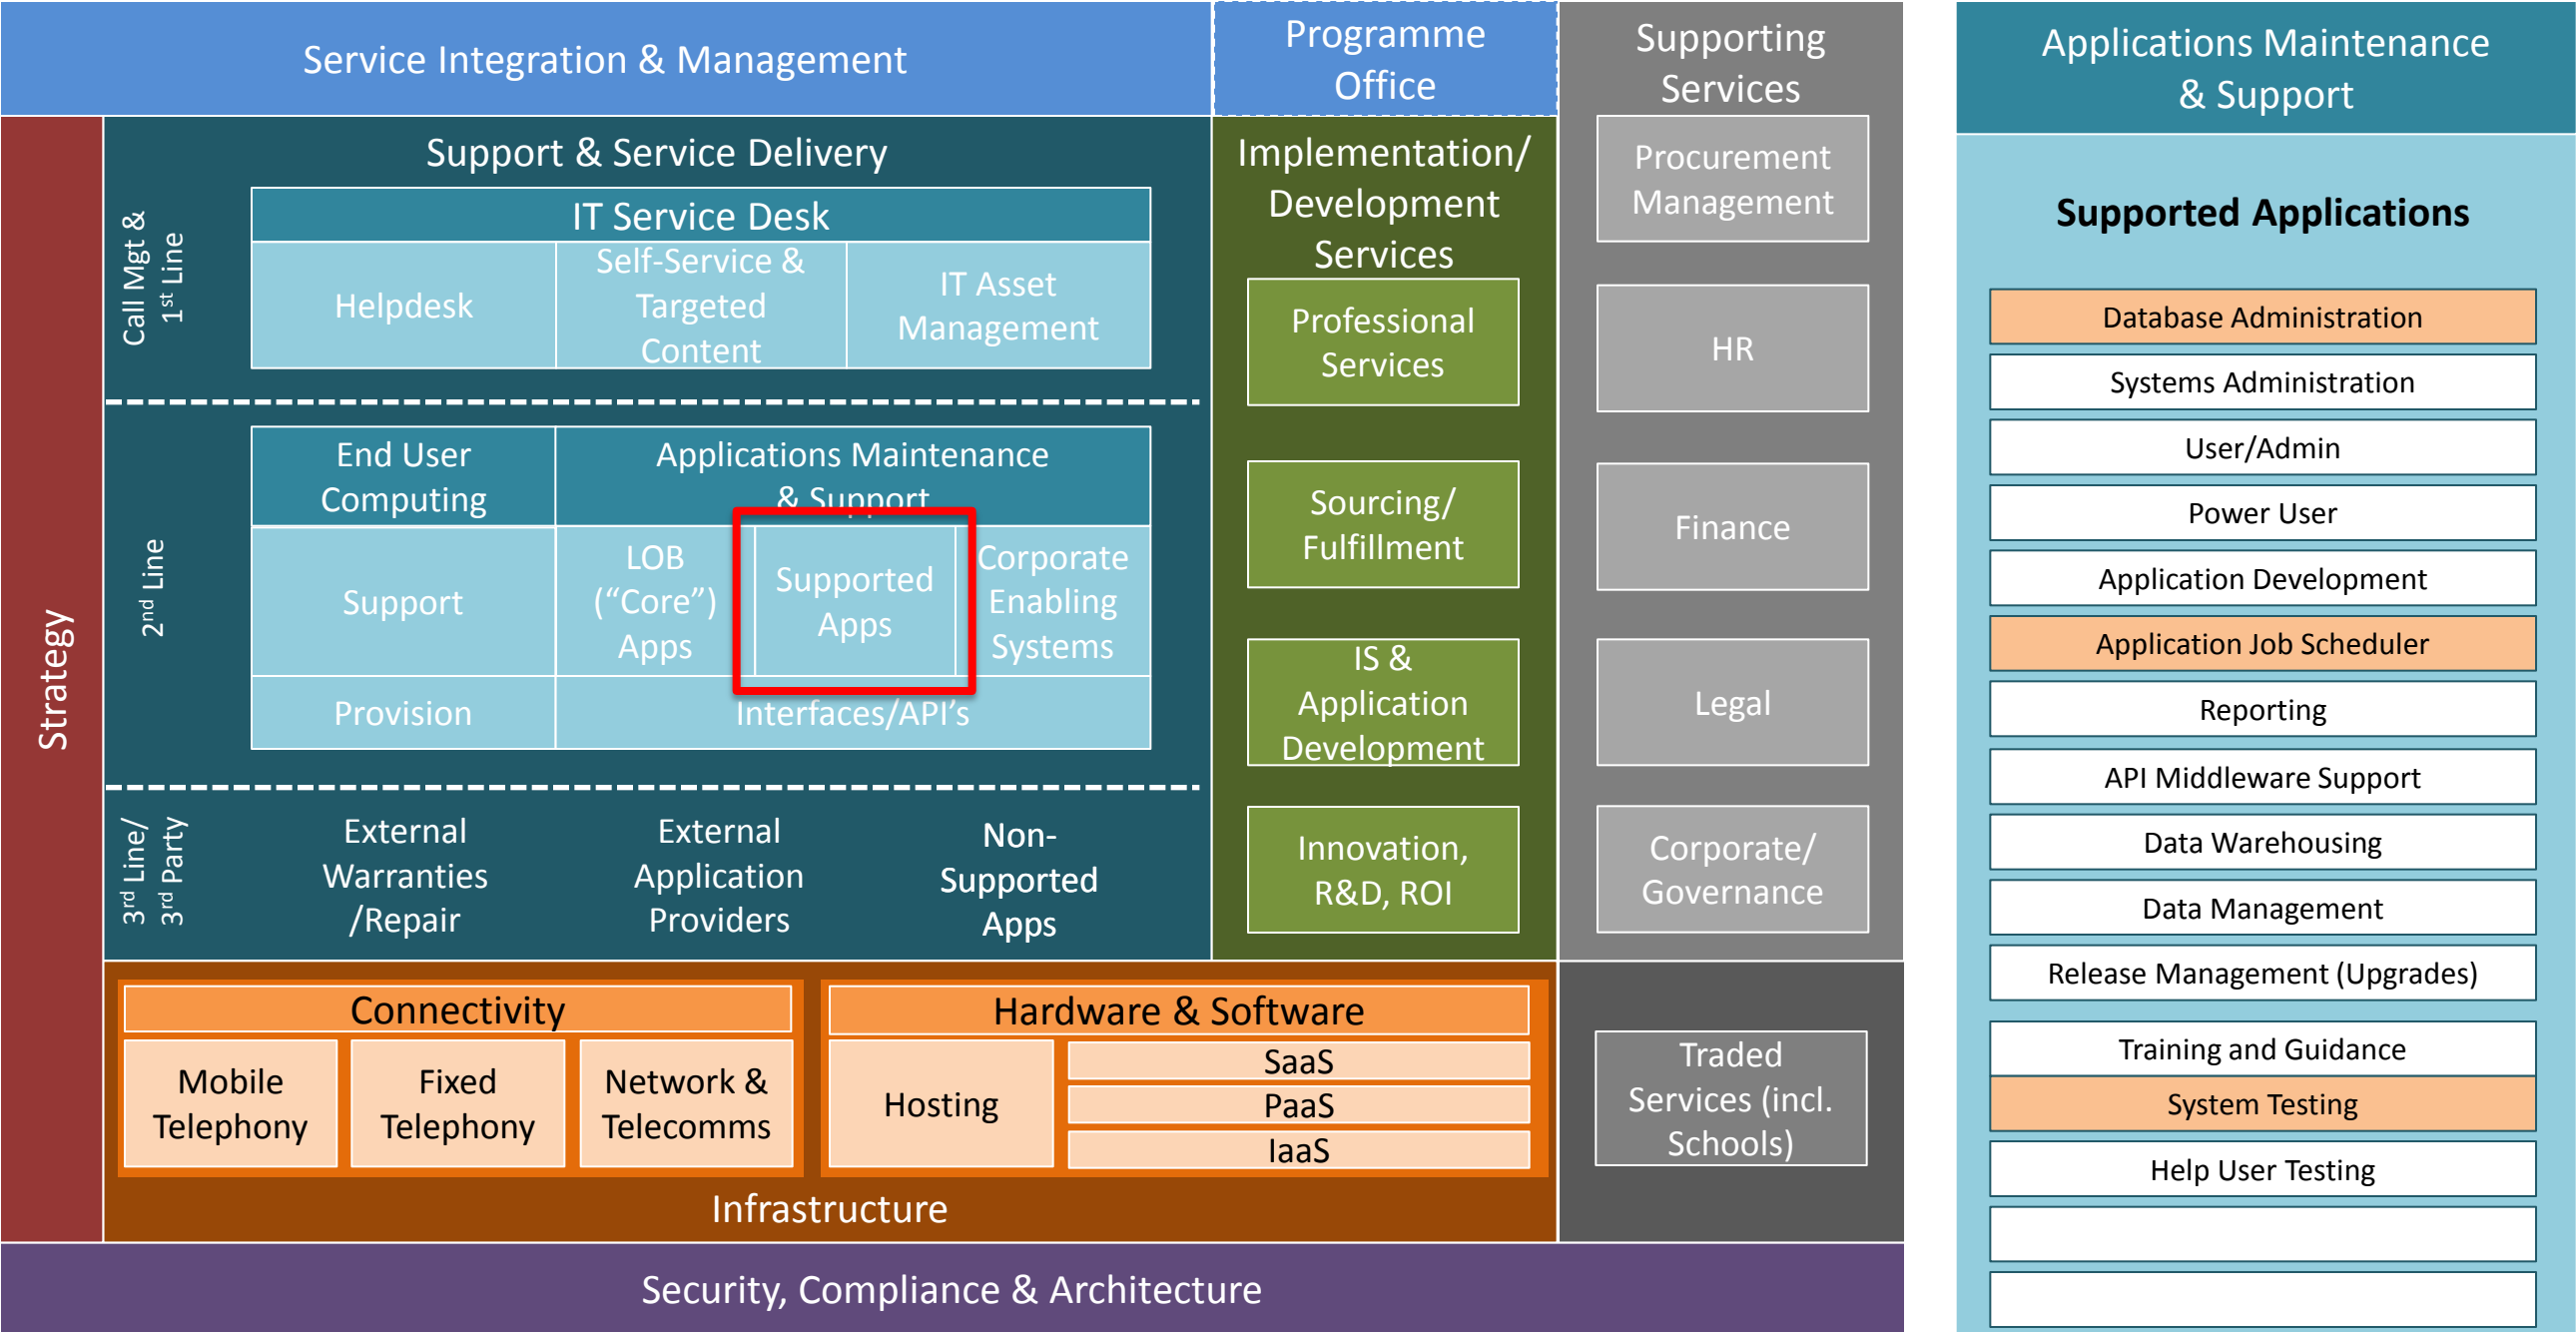 Service Integration & Management
Programme
Office
Supporting
Services
Strategy
Support & Service Delivery
Call Mgt &
1st Line
IT Service Desk
Helpdesk
Self-Service &
Targeted
Content
IT Asset
Management
2nd Line
End User
Computing
Applications Maintenance
& Support
Support
LOB
(“Core”)
Apps
Supported
Apps
Corporate
Enabling
Systems
Provision
Interfaces/API’s
3rd Line/
3rd Party
External
Warranties
/Repair
External
Application
Providers
Non-
Supported
Apps
Implementation/
Development
Services
Professional
Services
Sourcing/
Fulfillment
IS &
Application
Development
Innovation,
R&D, ROI
Procurement
Management
HR
Finance
Legal
Corporate/
Governance
Connectivity
Mobile
Telephony
Fixed
Telephony
Network &
Telecomms
Hardware & Software
Hosting
SaaS
PaaS
IaaS
Infrastructure
Traded
Services (incl.
Schools)
Security, Compliance & Architecture
Applications Maintenance
& Support
Supported Applications
Database Administration
Systems Administration
User/Admin
Power User
Application Development
Application Job Scheduler
Reporting
API Middleware Support
Data Warehousing
Data Management
Release Management (Upgrades)
Training and Guidance
System Testing
Help User Testing